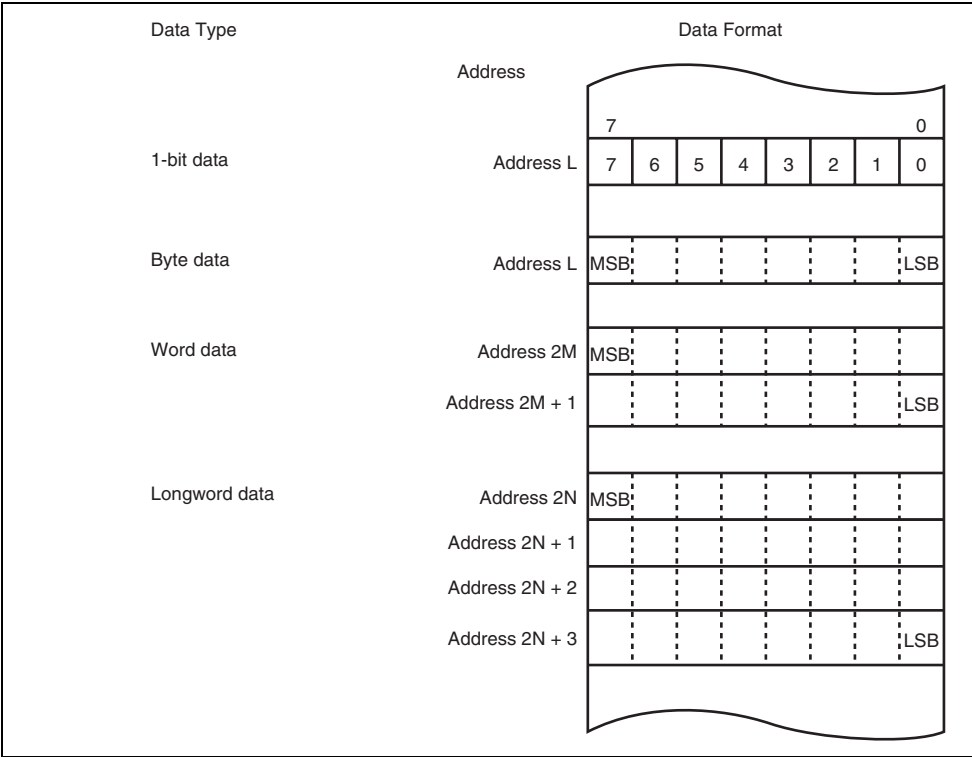 Data Type Data Format
Address
7 0
1-bit data Address L 7 6 5 4 3 2 1 0
Byte data Address L MSB LSB
Word data Address 2M MSB
Address 2M + 1 LSB
Longword data Address 2N MSB
Address 2N + 1
Address 2N + 2
Address 2N + 3 LSB